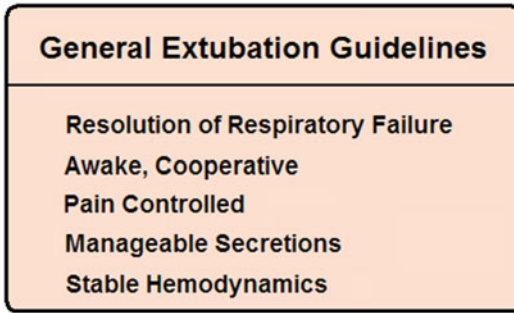 General Extubation Guidelines
Resolution of Respiratory Failure
Awake, Cooperative
Pain Controlled
Manageable Secretions
Stable Hemodynamics